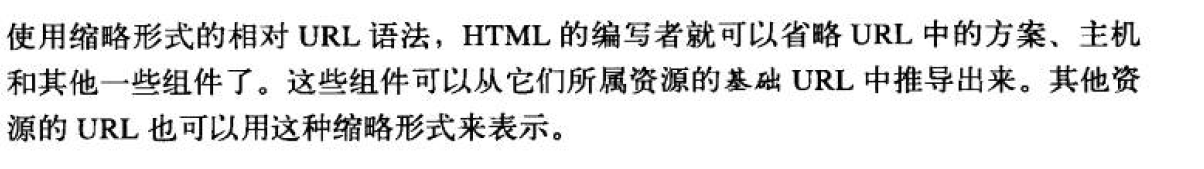 使用缩略形式的相对 URL 语法，HTML 的编写者就可以省略 URL 中的方案、主机
和其他一些组件了。这些组件可以从它们所属资源的基础 URL 中推导出来。其他资
源的 URL 也可以用这种缩略形式来表示。